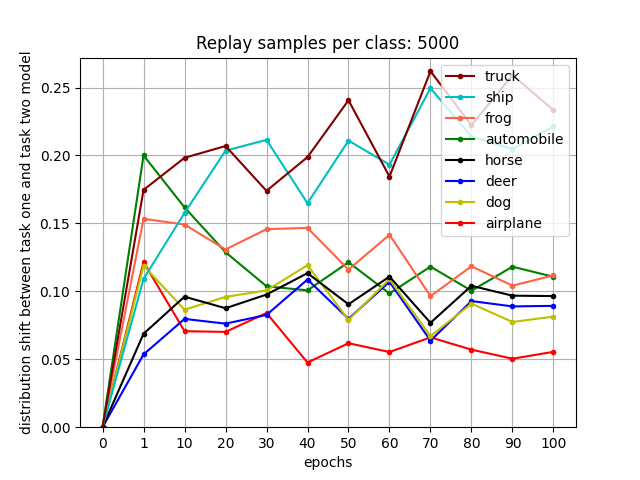 Replay samples per class: 5000
distribution shift between task one and task two model
0.25
0.20
0.15
0.10
0.05
0.00
0 1 10 20 30 40 50 60 70 80 90 100
epochs
truck
ship
frog
automobile
horse
deer
dog
airplane